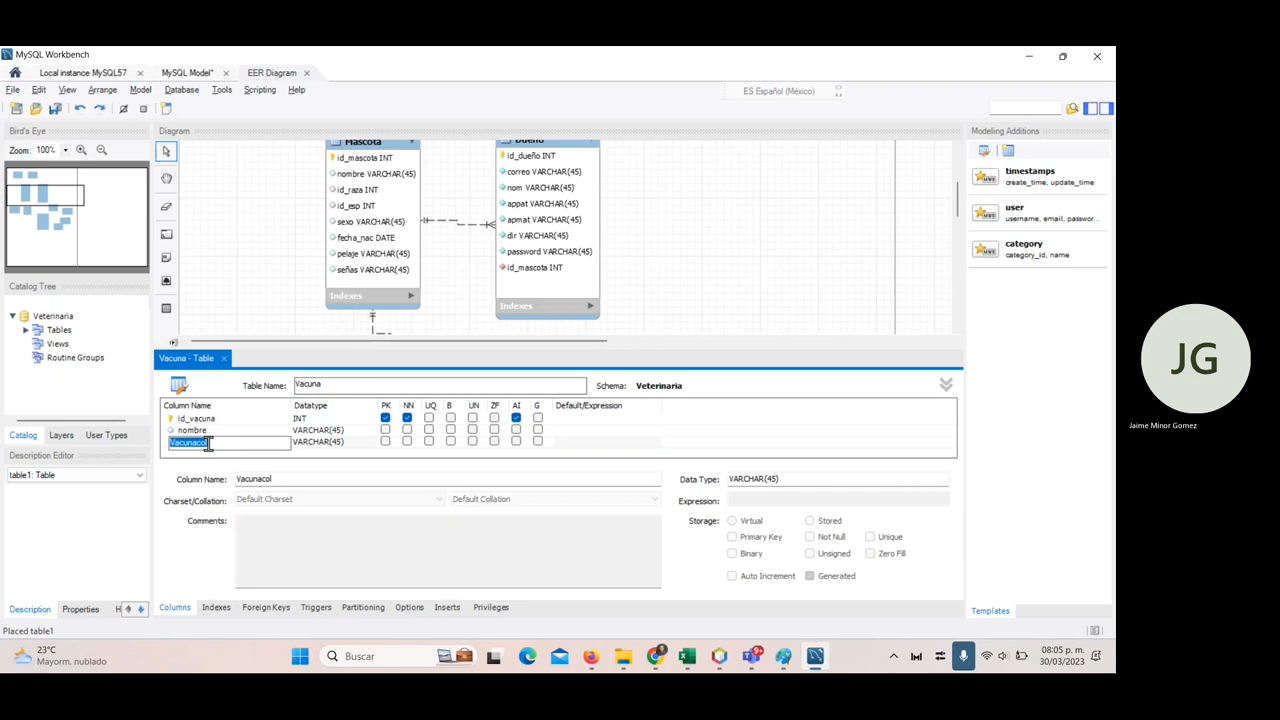 MySQL Workbench
Local instance MySQL57
MySQL Model*
EER Diagram
File Edit View Arrange Model Database Tools Scripting Help
ES Español (México)
Bird's Eye
Zoom: 100%
Diagram
Modeling Additions
Mascota
id_mascota INT
nombre VARCHAR(45)
id_raza INT
id_esp INT
sexo VARCHAR(45)
fecha_nac DATE
pelaje VARCHAR(45)
señas VARCHAR(45)
Indexes
Dueño
id_dueño INT
correo VARCHAR(45)
nom VARCHAR(45)
appat VARCHAR(45)
apmat VARCHAR(45)
dir VARCHAR(45)
password VARCHAR(45)
id_mascota INT
Indexes
timestamps
create_time, update_time
user
username, email, passwor...
category
category_id, name
Catalog Tree
Veterinaria
Tables
Views
Routine Groups
Catalog Layers User Types
Description Editor
table1: Table
Description Properties H
Vacuna - Table
Table Name: Vacuna Schema: Veterinaria
Column Name Datatype PK NN UQ B UN ZF AI G Default/Expression
id_vacuna INT
nombre VARCHAR(45)
Vacunacol VARCHAR(45)
Column Name: Vacunacol Data Type: VARCHAR(45)
Charset/Collation: Default Charset Default Collation Expression:
Comments: Storage: Virtual Stored
Primary Key Not Null Unique
Binary Unsigned Zero Fill
Auto Increment Generated
Columns Indexes Foreign Keys Triggers Partitioning Options Inserts Privileges
Templates
Placed table1
23°C
Mayorm. nublado
Buscar
9+
08:05 p. m.
30/03/2023
JG
Jaime Minor Gomez